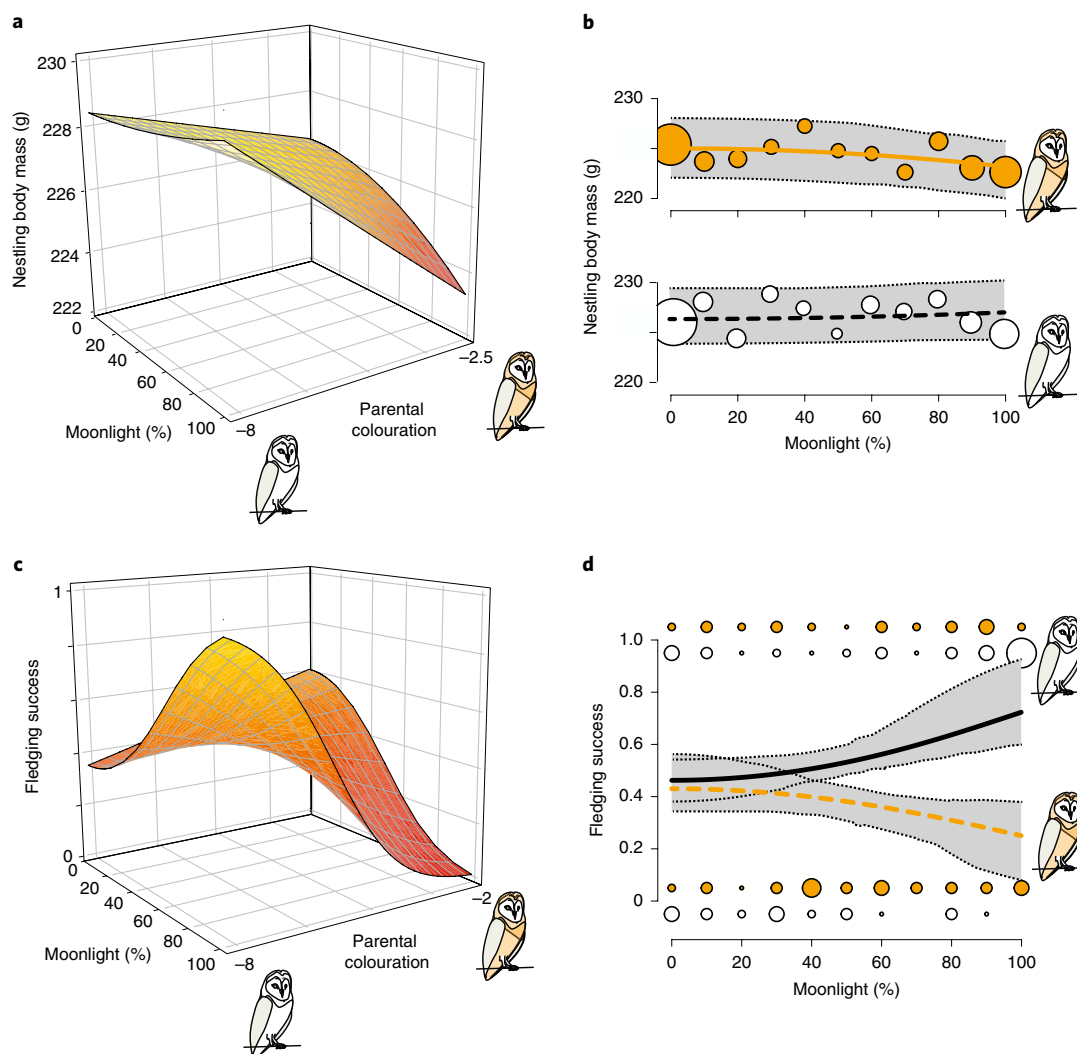 a
230
228
226
224
222
Nestling body mass (g)
0
20
40
60
80
100
Moonlight (%)
–8
–2.5
Parental
colouration
b
230
220
230
220
Nestling body mass (g)
0
20
40
60
80
100
Moonlight (%)
c
1
0
Fledging success
0
20
40
60
80
100
Moonlight (%)
–8
–2
Parental
colouration
d
1.0
0.8
0.6
0.4
0.2
0
Fledging success
0
20
40
60
80
100
Moonlight (%)